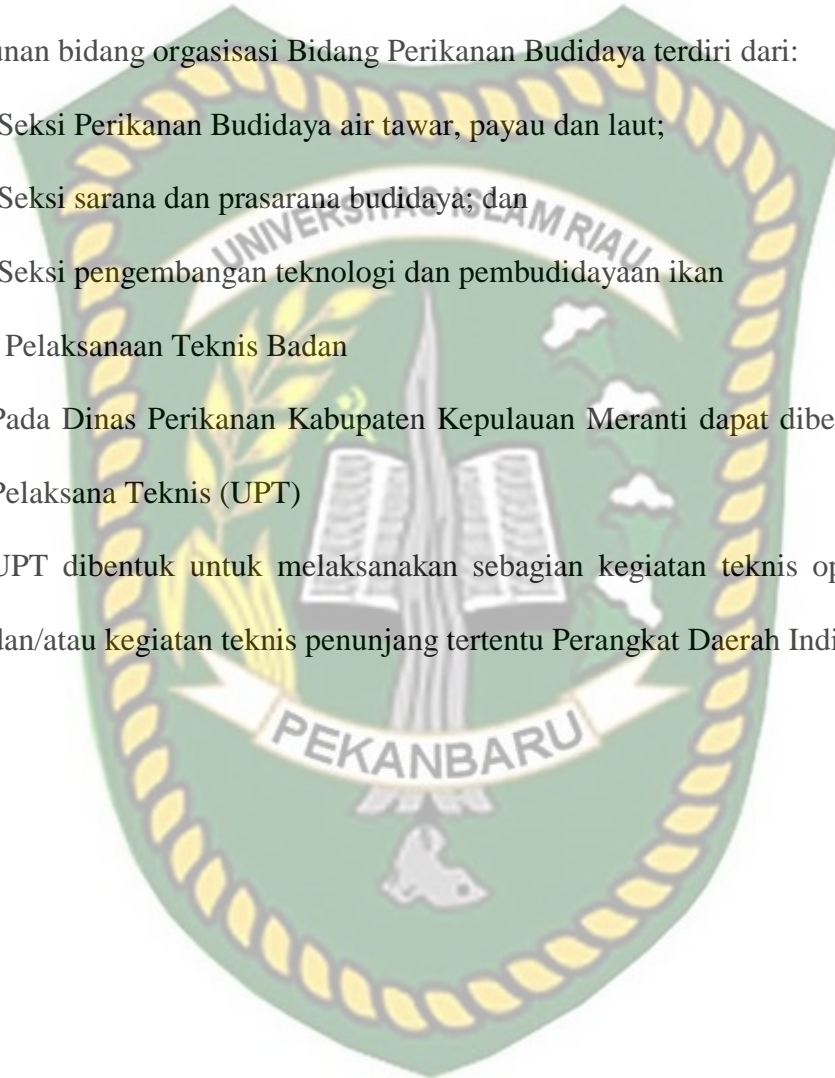 unan bidang orgasisasi Bidang Perikanan Budidaya terdiri dari:
Seksi Perikanan Budidaya air tawar, payau dan laut;
Seksi sarana dan prasarana budidaya; dan
UNIVERSITAS ISLAM RIAU
Seksi pengembangan teknologi dan pembudidayaan ikan
Pelaksanaan Teknis Badan
Pada Dinas Perikanan Kabupaten Kepulauan Meranti dapat dibe
Pelaksana Teknis (UPT)
UPT dibentuk untuk melaksanakan sebagian kegiatan teknis op
dan/atau kegiatan teknis penunjang tertentu Perangkat Daerah Indi
PEKANBARU